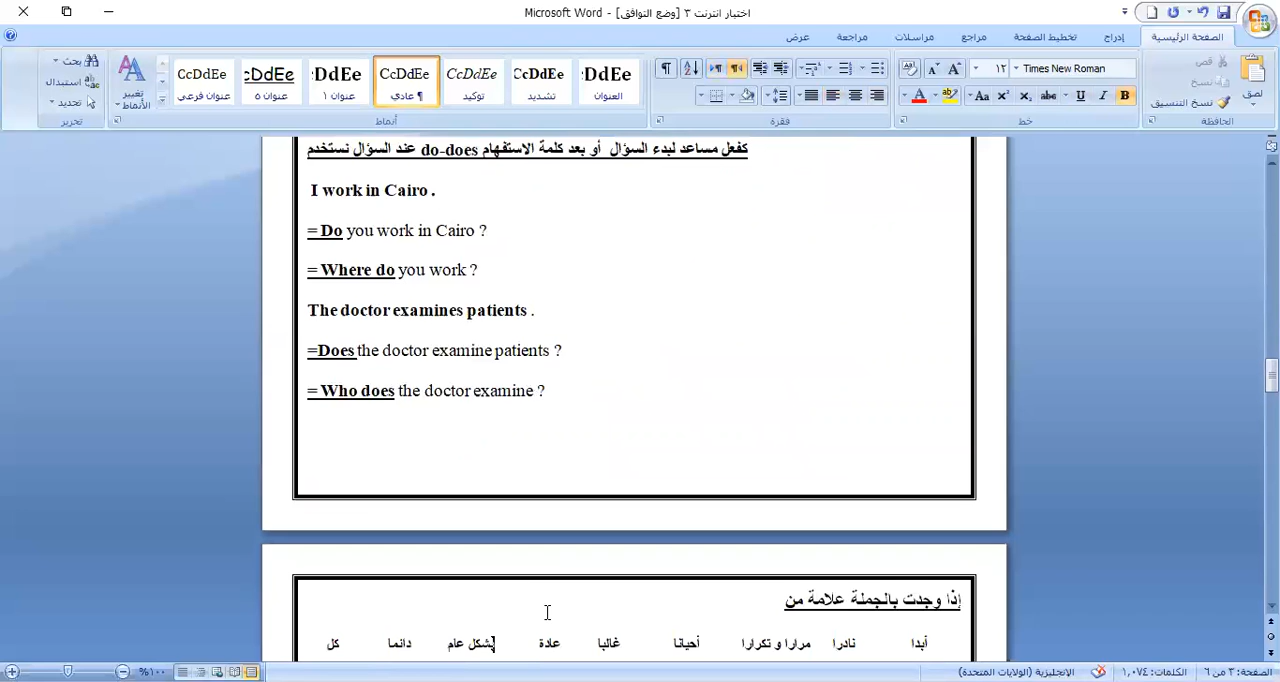 اختبار انترنت ٣ [وضع التوافق] - Microsoft Word
الصفحة الرئيسية إدراج تخطيط الصفحة مراجع مراسلات مراجعة عرض
لصق
قص
نسخ
نسخ التنسيق
الحافظة
Times New Roman ١٢
خط
فقرة
العنوان
تشديد
توكيد
¶ عادي
عنوان ١
عنوان ٥
عنوان فرعي
أنماط
تغيير الأنماط
بحث
استبدال
تحديد
تحرير
كفعل مساعد لبدء السؤال أو بعد كلمة الاستفهام do-does عند السؤال نستخدم
I work in Cairo .
= Do you work in Cairo ?
= Where do you work ?
The doctor examines patients .
=Does the doctor examine patients ?
= Who does the doctor examine ?
إذا وجدت بالجملة علامة من
أبدا نادرا مرارا و تكرارا أحيانا غالبا عادة بشكل عام دائما كل
الصفحة: ٣ من ٦ الكلمات: ١,٠٧٤ الإنجليزية (الولايات المتحدة) ١٠٠%